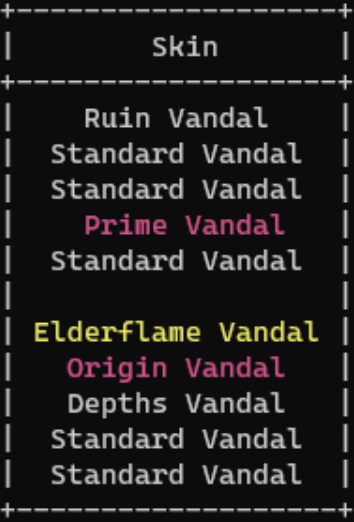 Skin
Ruin Vandal
Standard Vandal
Standard Vandal
Prime Vandal
Standard Vandal
Elderflame Vandal
Origin Vandal
Depths Vandal
Standard Vandal
Standard Vandal